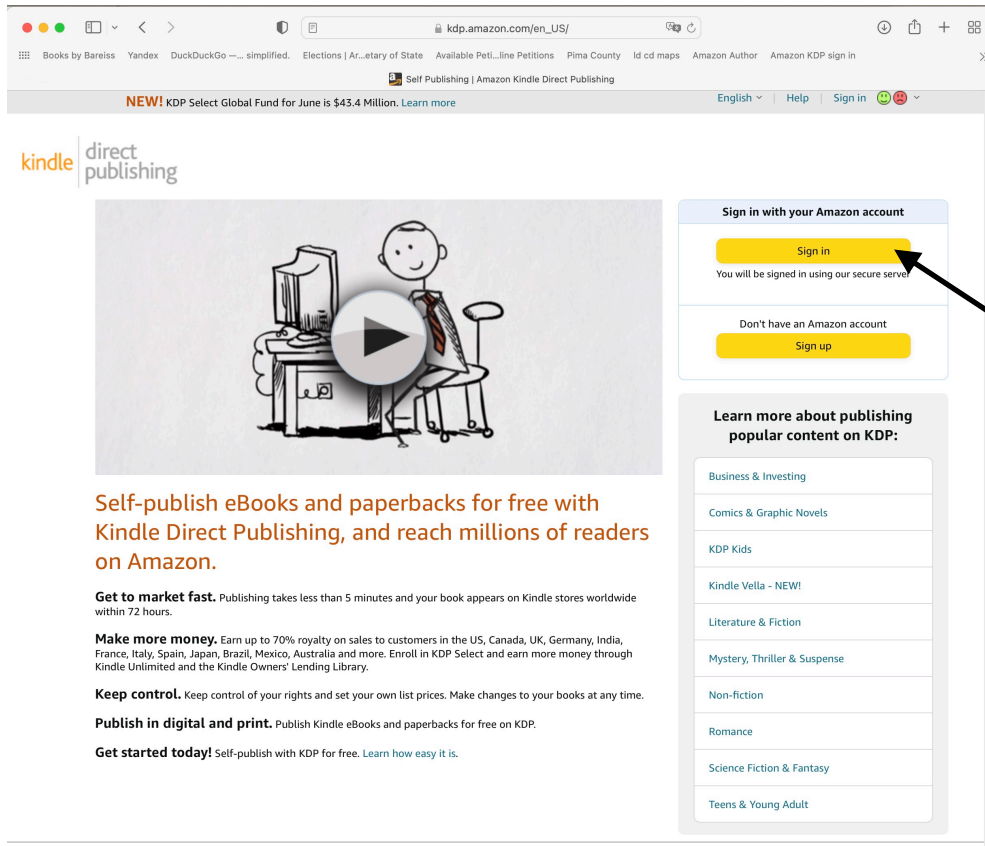 kdp.amazon.com/en_US/
Books by Bareiss Yandex DuckDuckGo —... simplified. Elections | Ar...etary of State Available Peti...line Petitions Pima County ld cd maps Amazon Author Amazon KDP sign in
Self Publishing | Amazon Kindle Direct Publishing
NEW! KDP Select Global Fund for June is $43.4 Million. Learn more
English | Help | Sign in
kindle direct publishing
Sign in with your Amazon account
Sign in
You will be signed in using our secure server
Don't have an Amazon account
Sign up
Self-publish eBooks and paperbacks for free with
Kindle Direct Publishing, and reach millions of readers
on Amazon.
Get to market fast. Publishing takes less than 5 minutes and your book appears on Kindle stores worldwide
within 72 hours.
Make more money. Earn up to 70% royalty on sales to customers in the US, Canada, UK, Germany, India,
France, Italy, Spain, Japan, Brazil, Mexico, Australia and more. Enroll in KDP Select and earn more money through
Kindle Unlimited and the Kindle Owners' Lending Library.
Keep control. Keep control of your rights and set your own list prices. Make changes to your books at any time.
Publish in digital and print. Publish Kindle eBooks and paperbacks for free on KDP.
Get started today! Self-publish with KDP for free. Learn how easy it is.
Learn more about publishing
popular content on KDP:
Business & Investing
Comics & Graphic Novels
KDP Kids
Kindle Vella - NEW!
Literature & Fiction
Mystery, Thriller & Suspense
Non-fiction
Romance
Science Fiction & Fantasy
Teens & Young Adult